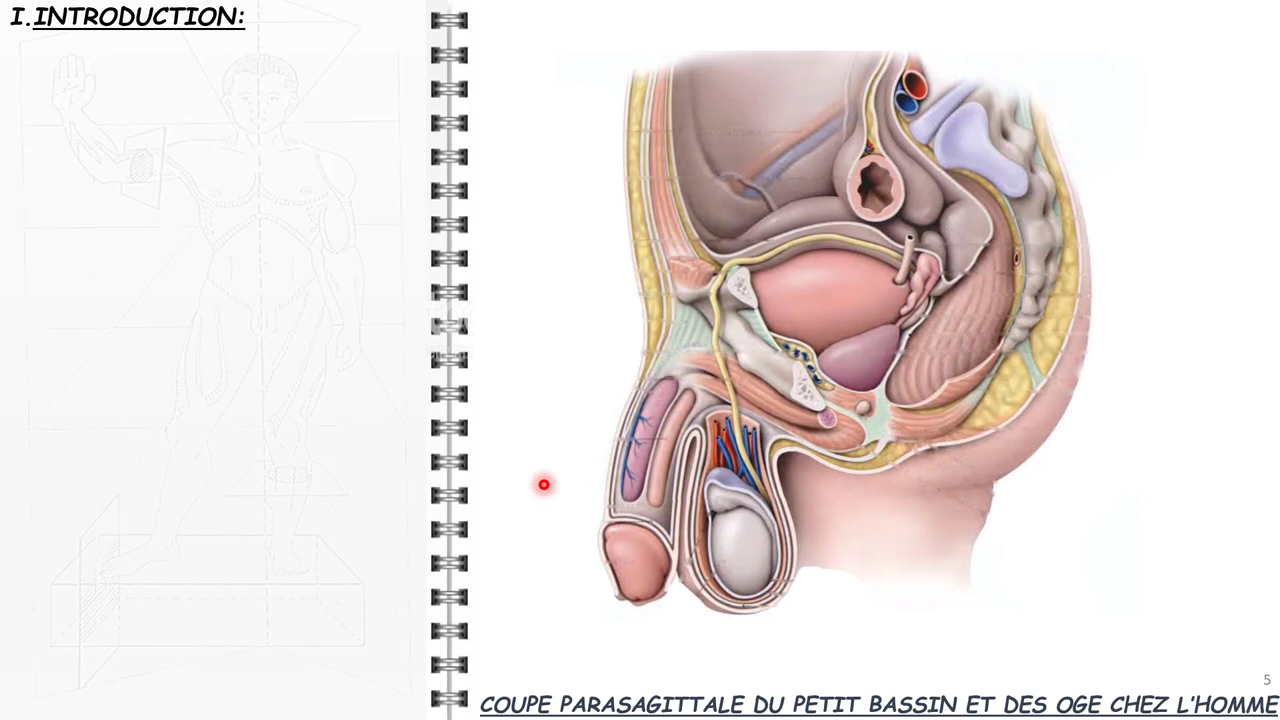 I.INTRODUCTION:
5
COUPE PARASAGITTALE DU PETIT BASSIN ET DES OGE CHEZ L'HOMME